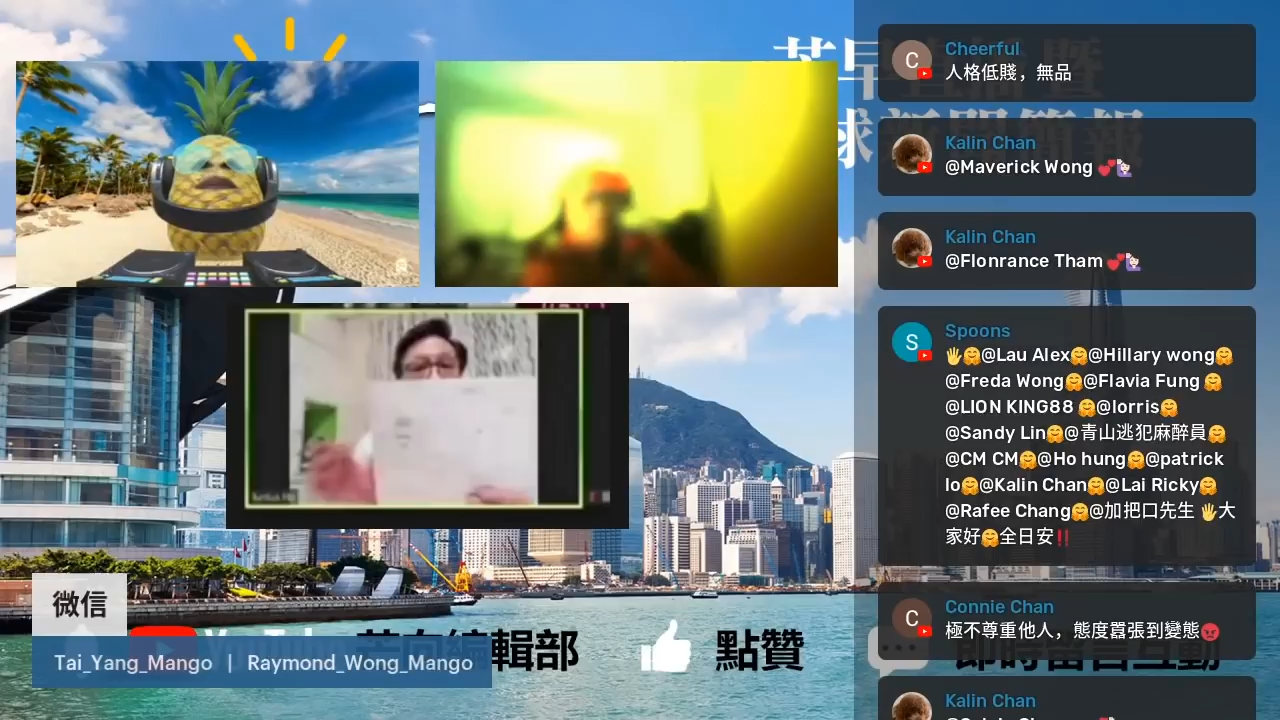 Cheerful
人格低賤，無品
Kalin Chan
@Maverick Wong 💕🙋🏻‍♀️
Kalin Chan
@Flonrance Tham 💕🙋🏻‍♀️
S
Spoons
🖐️🤗@Lau Alex🤗@Hillary wong🤗
@Freda Wong🤗@Flavia Fung 🤗
@LION KING88 🤗@lorris🤗
@Sandy Lin🤗@青山逃犯麻醉員🤗
@CM CM🤗@Ho hung🤗@patrick
lo🤗@Kalin Chan🤗@Lai Ricky🤗
@Rafee Chang🤗@加把口先生 🖐️大
家好🤗全日安‼️
C
Connie Chan
極不尊重他人，態度囂張到變態😡
Kalin Chan
微信
Tai_Yang_Mango | Raymond_Wong_Mango
輯部
點贊
即時留言互動